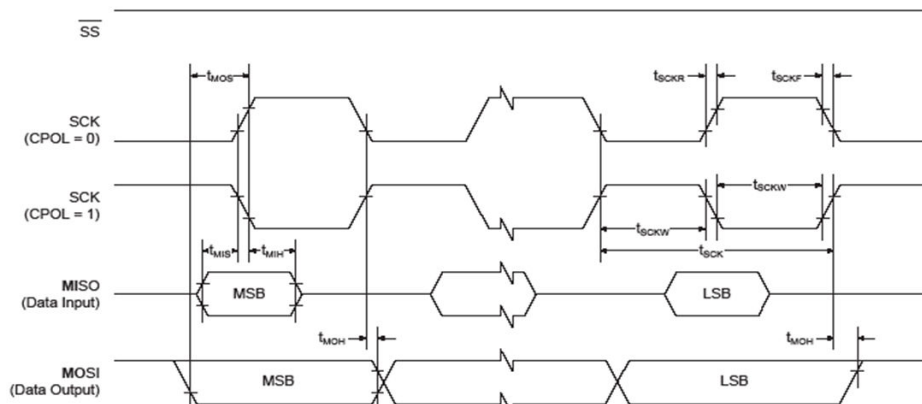 SS
tMOS
tSCKR
tSCKF
SCK
(CPOL = 0)
SCK
(CPOL = 1)
tSCKW
tSCKW
tSCK
tMIS
tMIH
MISO
(Data Input)
MSB
LSB
tMOH
tMOH
MOSI
(Data Output)
MSB
LSB